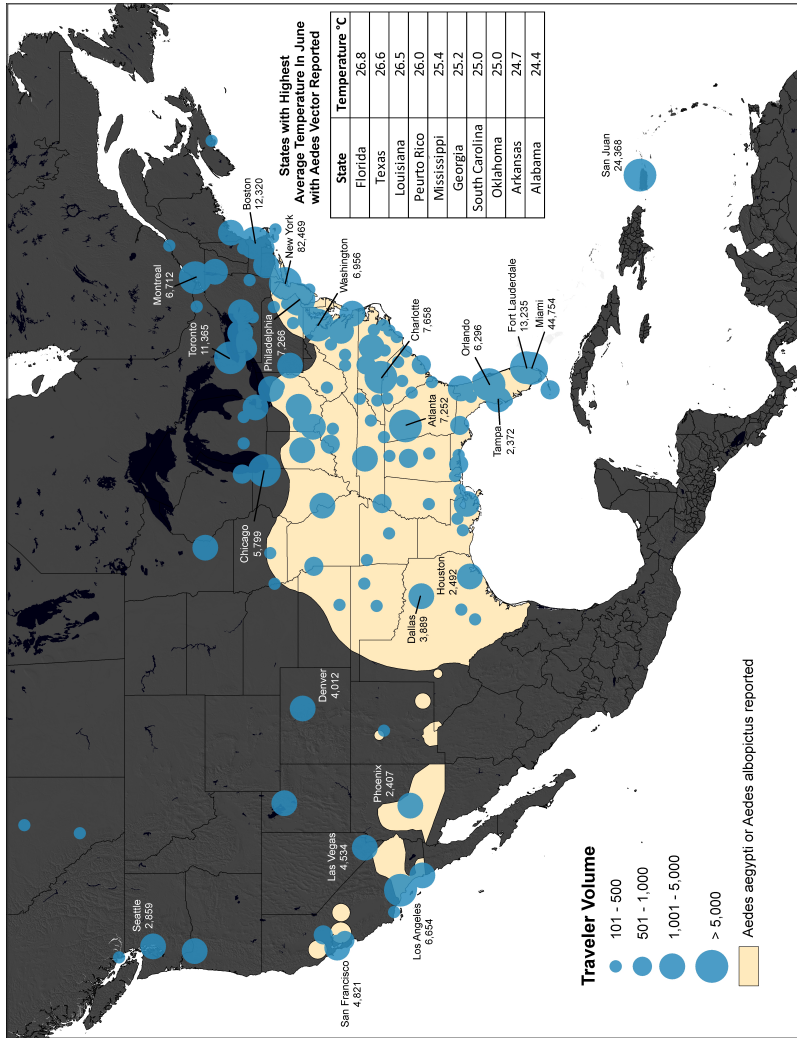 Seattle
2,859
San Francisco
4,821
Las Vegas
4,534
Los Angeles
6,654
Phoenix
2,407
Denver
4,012
Dallas
3,889
Houston
2,492
Chicago
5,799
Atlanta
7,252
Tampa
2,372
Orlando
6,296
Fort Lauderdale
13,235
Miami
44,754
Charlotte
7,658
Washington
6,956
Philadelphia
7,266
New York
82,469
Boston
12,320
Toronto
11,365
Montreal
6,712
San Juan
24,368
States with Highest
Average Temperature In June
with Aedes Vector Reported
State Temperature °C
Florida 26.8
Texas 26.6
Louisiana 26.5
Peurto Rico 26.0
Mississippi 25.4
Georgia 25.2
South Carolina 25.0
Oklahoma 25.0
Arkansas 24.7
Alabama 24.4
Traveler Volume
101 - 500
501 - 1,000
1,001 - 5,000
> 5,000
Aedes aegypti or Aedes albopictus reported